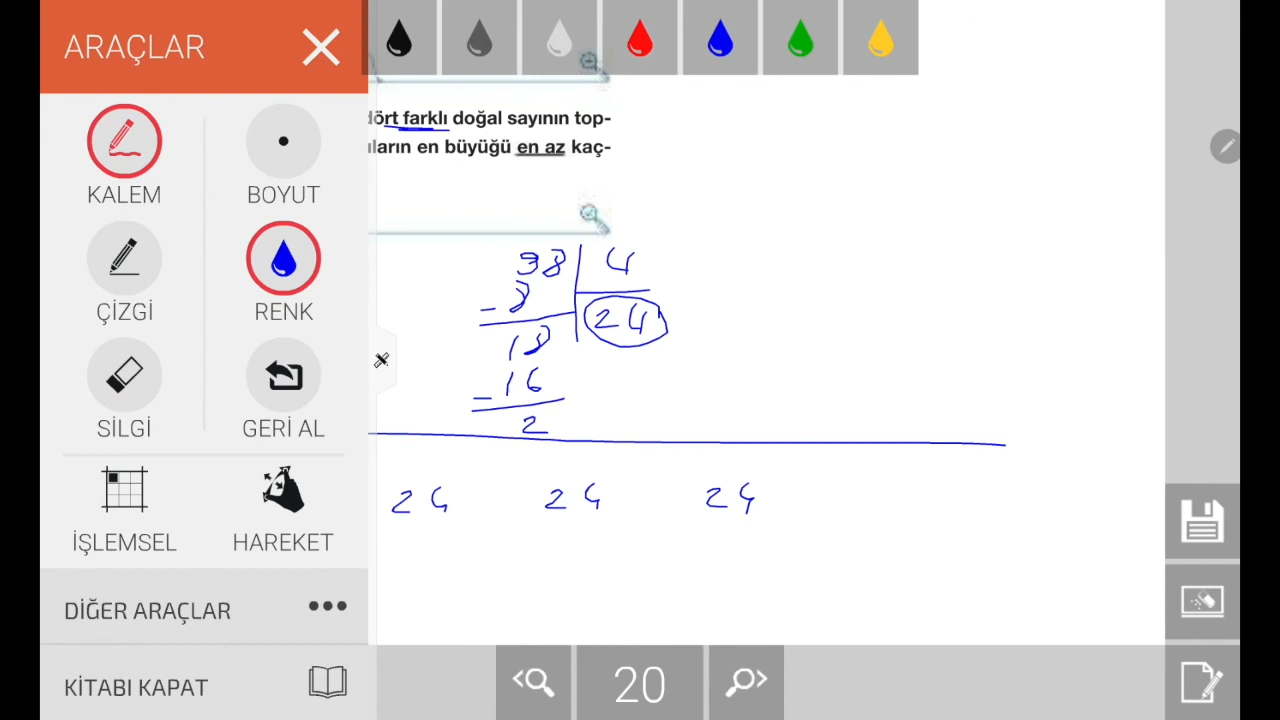 ARAÇLAR
KALEM
BOYUT
ÇİZGİ
RENK
SİLGİ
GERİ AL
İŞLEMSEL
HAREKET
DİĞER ARAÇLAR
KİTABI KAPAT
dört farklı doğal sayının top-
ların en büyüğü en az kaç-
98 4
- 8 24
18
- 16
2
24 24 24
20